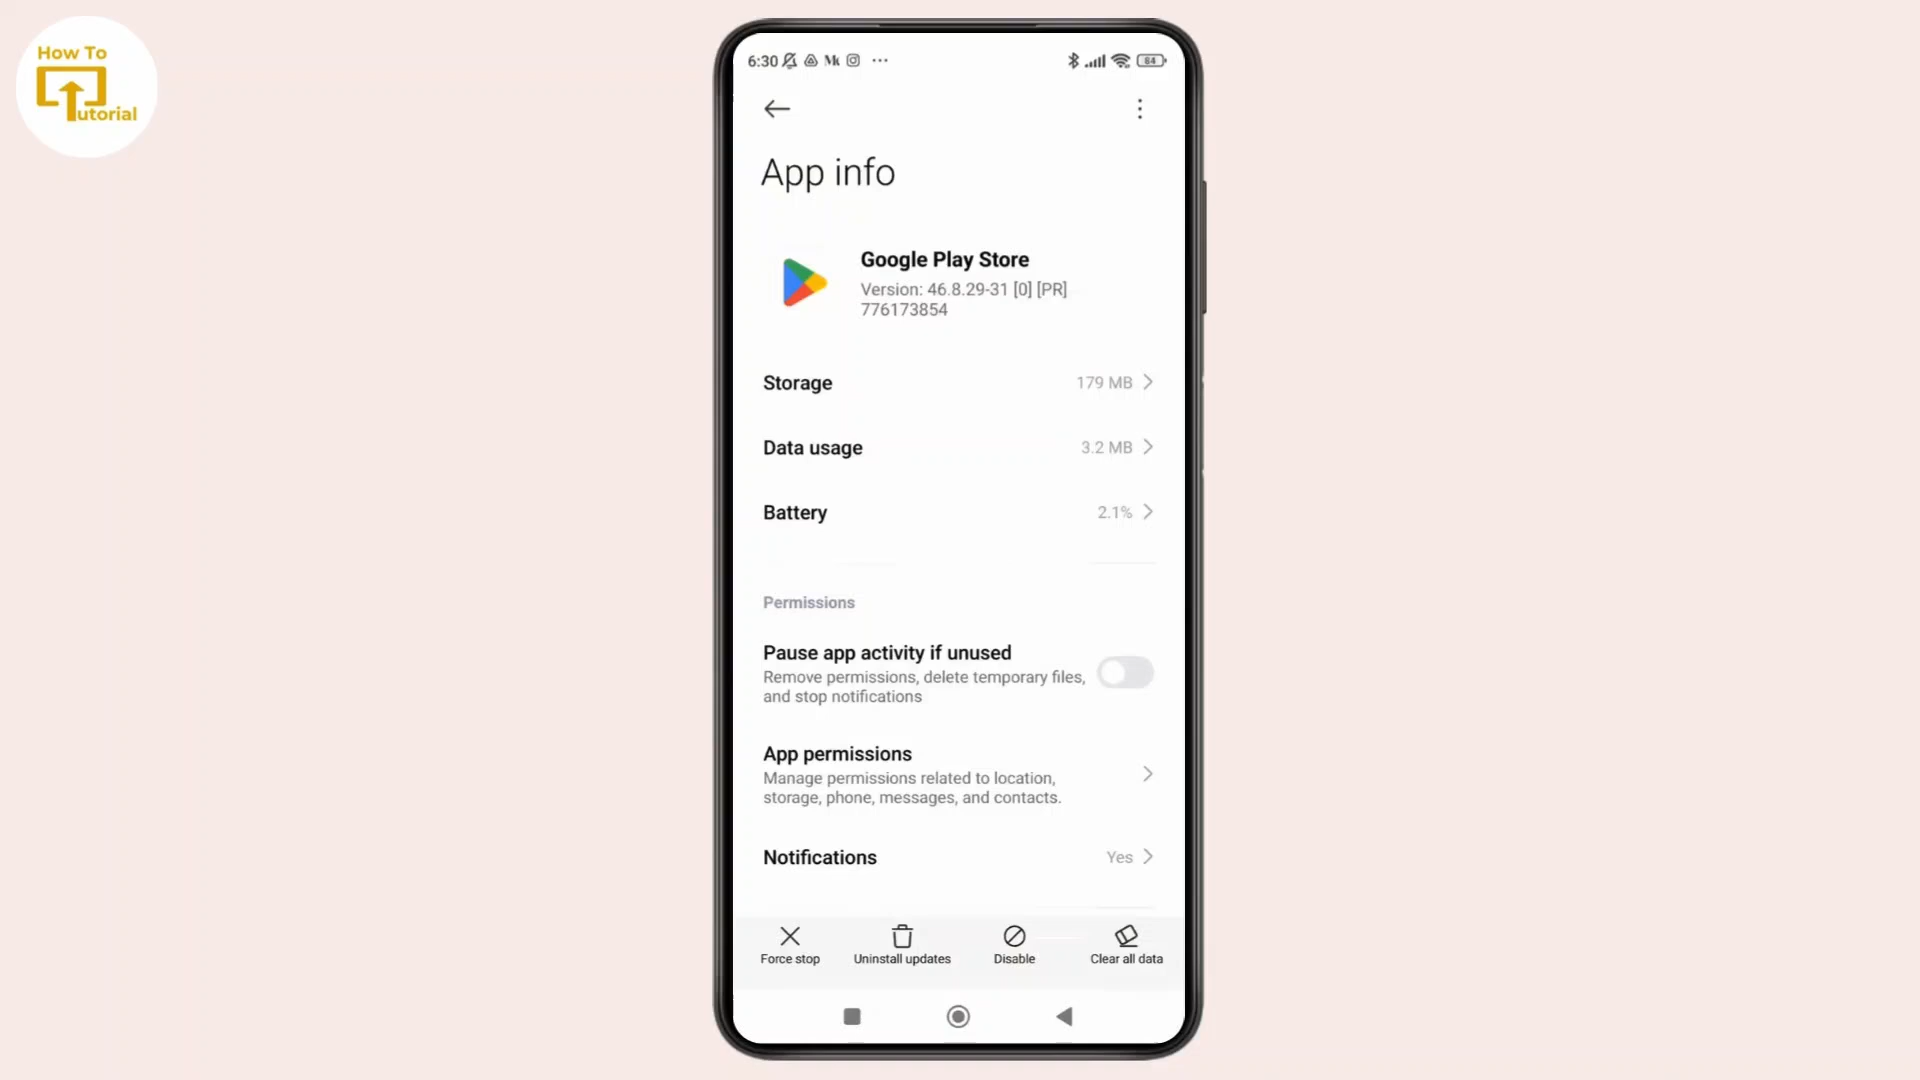 How To
Tutorial
6:30
84
App info
Google Play Store
Version: 46.8.29-31 [0] [PR]
776173854
Storage 179 MB
Data usage 3.2 MB
Battery 2.1%
Permissions
Pause app activity if unused
Remove permissions, delete temporary files,
and stop notifications
App permissions
Manage permissions related to location,
storage, phone, messages, and contacts.
Notifications Yes
Force stop Uninstall updates Disable Clear all data